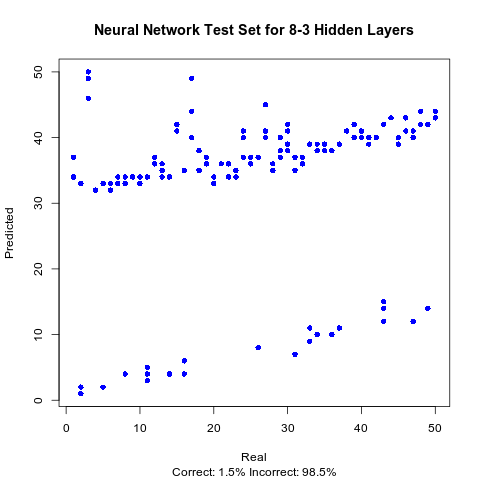 Neural Network Test Set for 8-3 Hidden Layers
50
40
30
20
10
0
Predicted
0 10 20 30 40 50
Real
Correct: 1.5% Incorrect: 98.5%